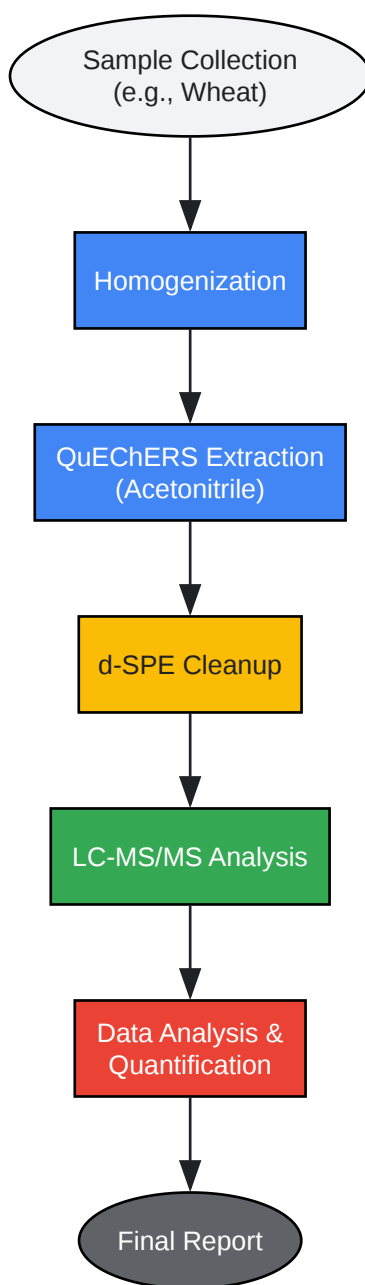 Sample Collection
(e.g., Wheat)
Homogenization
QuEChERS Extraction
(Acetonitrile)
d-SPE Cleanup
LC-MS/MS Analysis
Data Analysis &
Quantification
Final Report